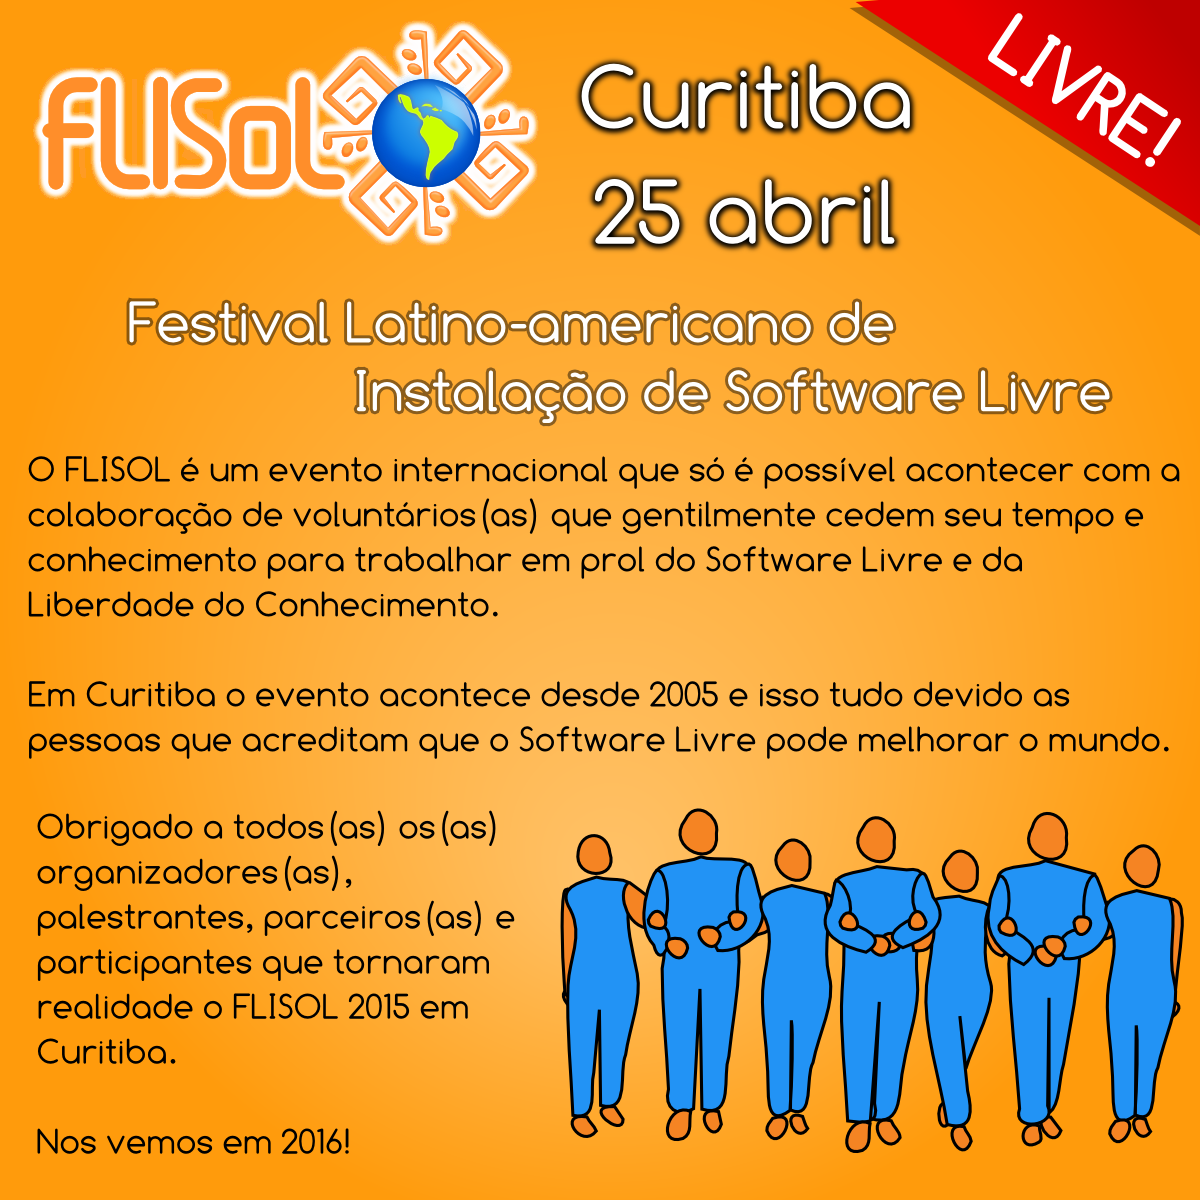 FLISoL
Curitiba
25 abril
LIVRE!
Festival Latino-americano de
Instalação de Software Livre
O FLISOL é um evento internacional que só é possível acontecer com a
colaboração de voluntários(as) que gentilmente cedem seu tempo e
conhecimento para trabalhar em prol do Software Livre e da
Liberdade do Conhecimento.
Em Curitiba o evento acontece desde 2005 e isso tudo devido as
pessoas que acreditam que o Software Livre pode melhorar o mundo.
Obrigado a todos(as) os(as)
organizadores(as),
palestrantes, parceiros(as) e
participantes que tornaram
realidade o FLISOL 2015 em
Curitiba.
Nos vemos em 2016!